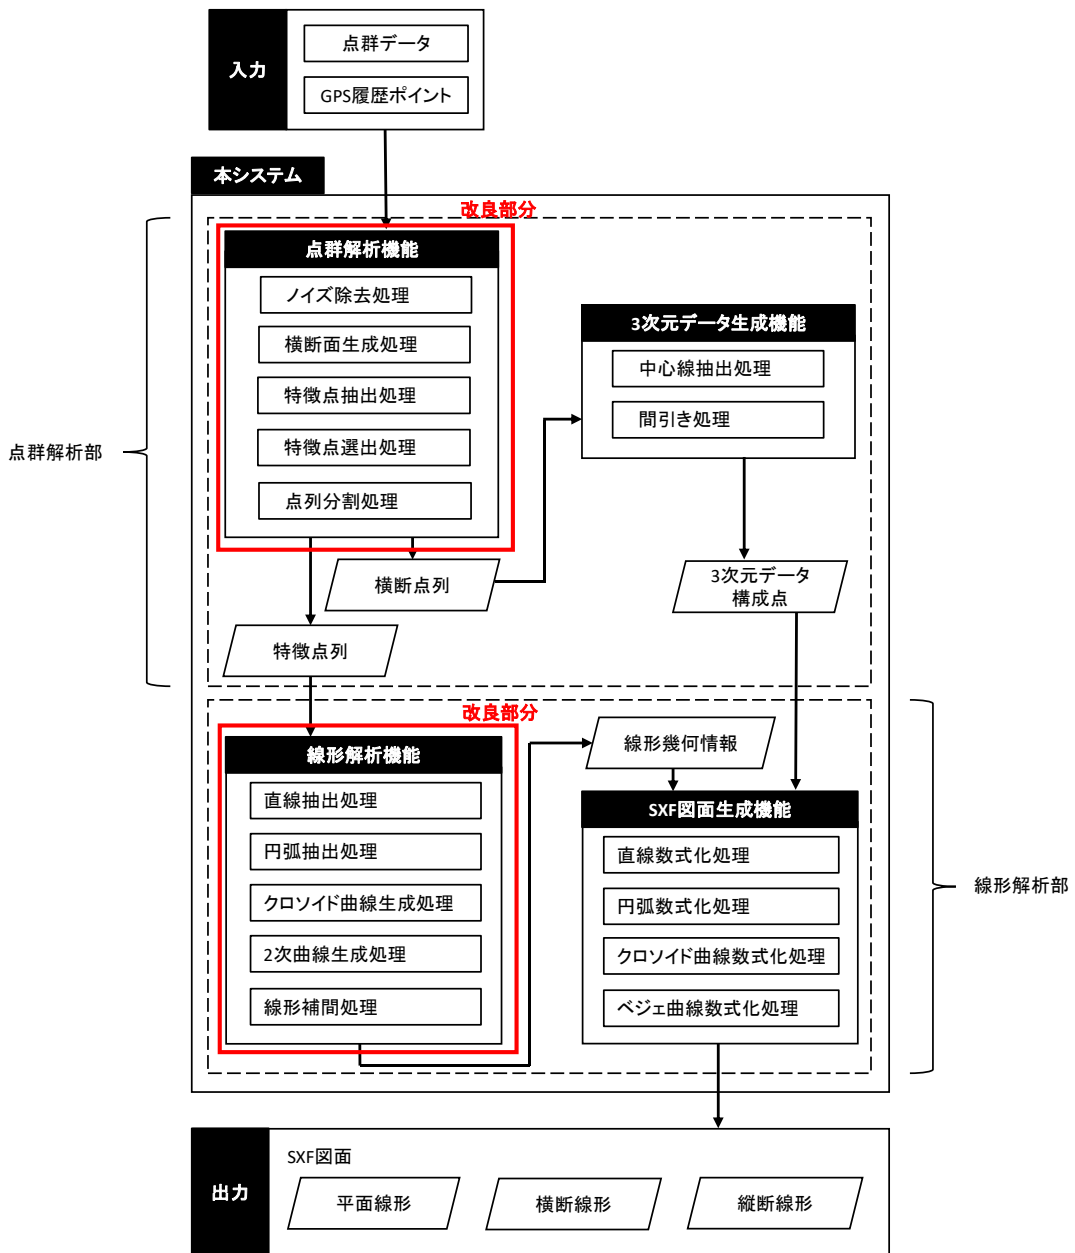 入力
点群データ
GPS履歴ポイント
本システム
改良部分
点群解析機能
ノイズ除去処理
横断面生成処理
特徴点抽出処理
特徴点選出処理
点列分割処理
3次元データ生成機能
中心線抽出処理
間引き処理
点群解析部
横断点列
3次元データ
構成点
特徴点列
改良部分
線形解析機能
直線抽出処理
円弧抽出処理
クロソイド曲線生成処理
2次曲線生成処理
線形補間処理
線形幾何情報
SXF図面生成機能
直線数式化処理
円弧数式化処理
クロソイド曲線数式化処理
ベジェ曲線数式化処理
線形解析部
出力
SXF図面
平面線形
横断線形
縦断線形